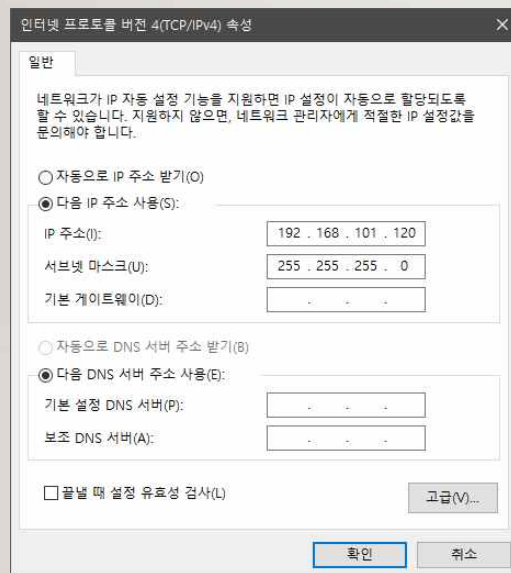 인터넷 프로토콜 버전 4(TCP/IPv4) 속성
일반
네트워크가 IP 자동 설정 기능을 지원하면 IP 설정이 자동으로 할당되도록
할 수 있습니다. 지원하지 않으면, 네트워크 관리자에게 적절한 IP 설정값을
문의해야 합니다.
자동으로 IP 주소 받기(O)
다음 IP 주소 사용(S):
IP 주소(I): 192 . 168 . 101 . 120
서브넷 마스크(U): 255 . 255 . 255 . 0
기본 게이트웨이(D): . . .
자동으로 DNS 서버 주소 받기(B)
다음 DNS 서버 주소 사용(E):
기본 설정 DNS 서버(P): . . .
보조 DNS 서버(A): . . .
끝낼 때 설정 유효성 검사(L)
고급(V)...
확인 취소